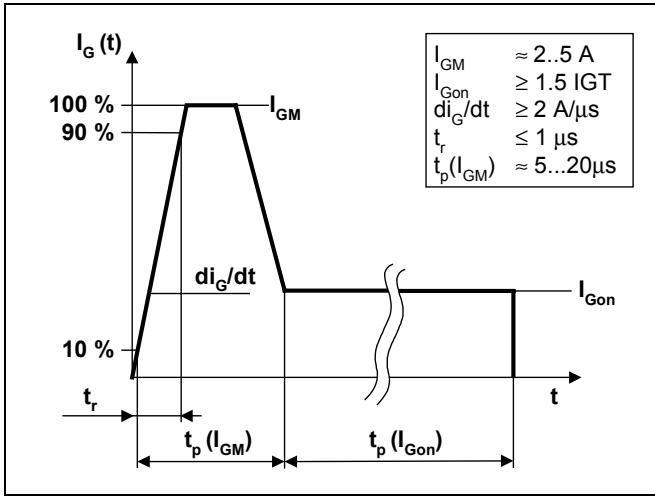 I_G (t)
100 %
90 %
I_GM
di_G/dt
I_Gon
10 %
t_r
t
t_p (I_GM)
t_p (I_Gon)
I_GM ≈ 2..5 A
I_Gon ≥ 1.5 IGT
di_G/dt ≥ 2 A/μs
t_r ≤ 1 μs
t_p(I_GM) ≈ 5...20μs